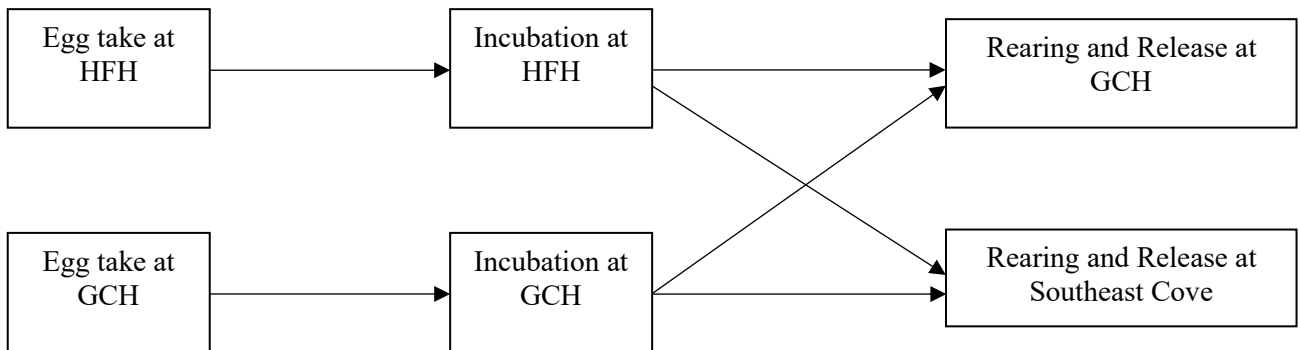 Egg take at
HFH
Incubation at
HFH
Rearing and Release at
GCH
Egg take at
GCH
Incubation at
GCH
Rearing and Release at
Southeast Cove